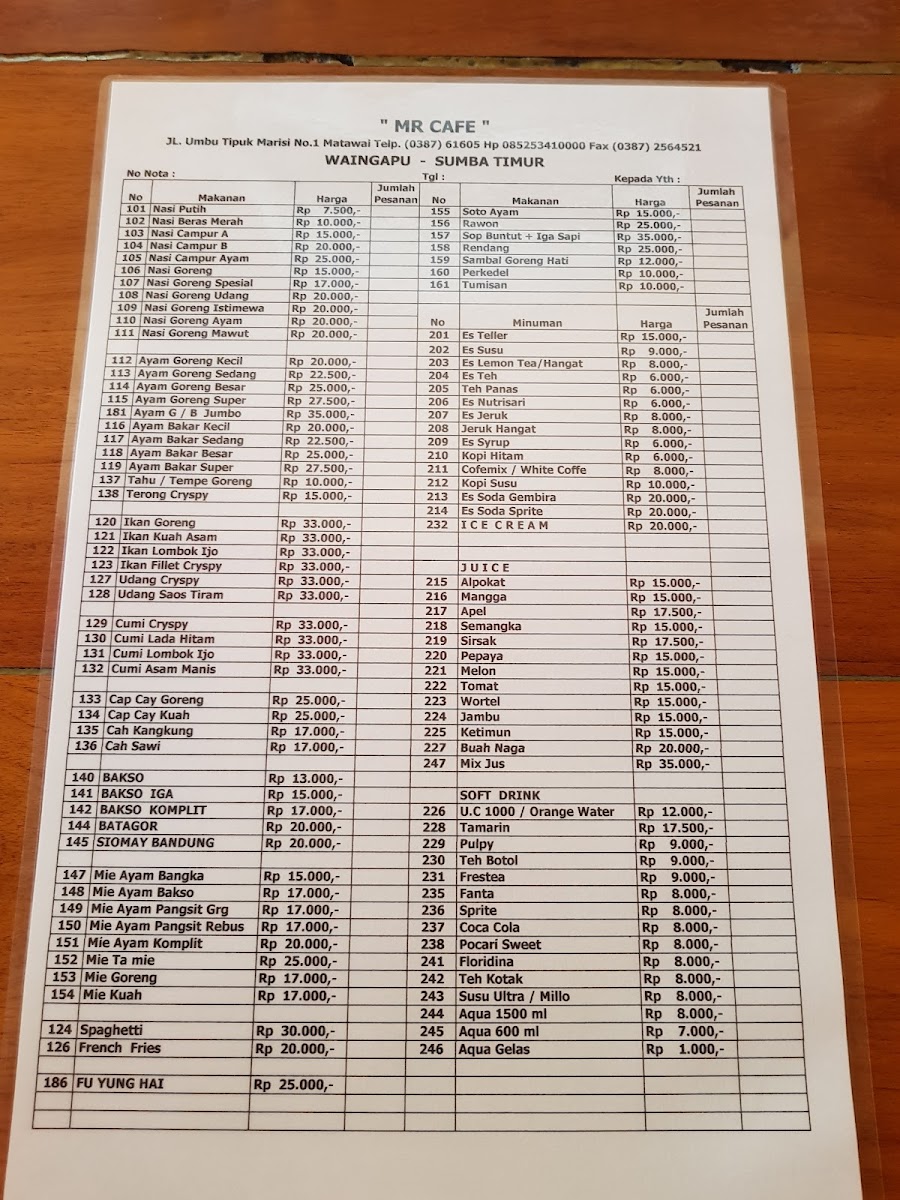 " MR CAFE "
JL. Umbu Tipuk Marisi No.1 Matawai Telp. (0387) 61605 Hp 085253410000 Fax (0387) 2564521
WAINGAPU - SUMBA TIMUR
No Nota : Tgl : Kepada Yth :
No Makanan Harga Jumlah Pesanan
101 Nasi Putih Rp 7.500,-
102 Nasi Beras Merah Rp 10.000,-
103 Nasi Campur A Rp 15.000,-
104 Nasi Campur B Rp 20.000,-
105 Nasi Campur Ayam Rp 25.000,-
106 Nasi Goreng Rp 15.000,-
107 Nasi Goreng Spesial Rp 17.000,-
108 Nasi Goreng Udang Rp 20.000,-
109 Nasi Goreng Istimewa Rp 20.000,-
110 Nasi Goreng Ayam Rp 20.000,-
111 Nasi Goreng Mawut Rp 20.000,-
112 Ayam Goreng Kecil Rp 20.000,-
113 Ayam Goreng Sedang Rp 22.500,-
114 Ayam Goreng Besar Rp 25.000,-
115 Ayam Goreng Super Rp 27.500,-
181 Ayam G / B Jumbo Rp 35.000,-
116 Ayam Bakar Kecil Rp 20.000,-
117 Ayam Bakar Sedang Rp 22.500,-
118 Ayam Bakar Besar Rp 25.000,-
119 Ayam Bakar Super Rp 27.500,-
137 Tahu / Tempe Goreng Rp 10.000,-
138 Terong Cryspy Rp 15.000,-
120 Ikan Goreng Rp 33.000,-
121 Ikan Kuah Asam Rp 33.000,-
122 Ikan Lombok Ijo Rp 33.000,-
123 Ikan Fillet Cryspy Rp 33.000,-
127 Udang Cryspy Rp 33.000,-
128 Udang Saos Tiram Rp 33.000,-
129 Cumi Cryspy Rp 33.000,-
130 Cumi Lada Hitam Rp 33.000,-
131 Cumi Lombok Ijo Rp 33.000,-
132 Cumi Asam Manis Rp 33.000,-
133 Cap Cay Goreng Rp 25.000,-
134 Cap Cay Kuah Rp 25.000,-
135 Cah Kangkung Rp 17.000,-
136 Cah Sawi Rp 17.000,-
140 BAKSO Rp 13.000,-
141 BAKSO IGA Rp 15.000,-
142 BAKSO KOMPLIT Rp 17.000,-
144 BATAGOR Rp 20.000,-
145 SIOMAY BANDUNG Rp 20.000,-
147 Mie Ayam Bangka Rp 15.000,-
148 Mie Ayam Bakso Rp 17.000,-
149 Mie Ayam Pangsit Grg Rp 17.000,-
150 Mie Ayam Pangsit Rebus Rp 17.000,-
151 Mie Ayam Komplit Rp 20.000,-
152 Mie Ta mie Rp 25.000,-
153 Mie Goreng Rp 17.000,-
154 Mie Kuah Rp 17.000,-
124 Spaghetti Rp 30.000,-
126 French Fries Rp 20.000,-
186 FU YUNG HAI Rp 25.000,-
No Makanan Harga Jumlah Pesanan
155 Soto Ayam Rp 15.000,-
156 Rawon Rp 25.000,-
157 Sop Buntut + Iga Sapi Rp 35.000,-
158 Rendang Rp 25.000,-
159 Sambal Goreng Hati Rp 12.000,-
160 Perkedel Rp 10.000,-
161 Tumisan Rp 10.000,-
No Minuman Harga Jumlah Pesanan
201 Es Teller Rp 15.000,-
202 Es Susu Rp 9.000,-
203 Es Lemon Tea/Hangat Rp 8.000,-
204 Es Teh Rp 6.000,-
205 Teh Panas Rp 6.000,-
206 Es Nutrisari Rp 6.000,-
207 Es Jeruk Rp 8.000,-
208 Jeruk Hangat Rp 8.000,-
209 Es Syrup Rp 6.000,-
210 Kopi Hitam Rp 6.000,-
211 Cofemix / White Coffe Rp 8.000,-
212 Kopi Susu Rp 10.000,-
213 Es Soda Gembira Rp 20.000,-
214 Es Soda Sprite Rp 20.000,-
232 I C E C R E A M Rp 20.000,-
J U I C E
215 Alpokat Rp 15.000,-
216 Mangga Rp 15.000,-
217 Apel Rp 17.500,-
218 Semangka Rp 15.000,-
219 Sirsak Rp 17.500,-
220 Pepaya Rp 15.000,-
221 Melon Rp 15.000,-
222 Tomat Rp 15.000,-
223 Wortel Rp 15.000,-
224 Jambu Rp 15.000,-
225 Ketimun Rp 15.000,-
227 Buah Naga Rp 20.000,-
247 Mix Jus Rp 35.000,-
SOFT DRINK
226 U.C 1000 / Orange Water Rp 12.000,-
228 Tamarin Rp 17.500,-
229 Pulpy Rp 9.000,-
230 Teh Botol Rp 9.000,-
231 Frestea Rp 9.000,-
235 Fanta Rp 8.000,-
236 Sprite Rp 8.000,-
237 Coca Cola Rp 8.000,-
238 Pocari Sweet Rp 8.000,-
241 Floridina Rp 8.000,-
242 Teh Kotak Rp 8.000,-
243 Susu Ultra / Millo Rp 8.000,-
244 Aqua 1500 ml Rp 8.000,-
245 Aqua 600 ml Rp 7.000,-
246 Aqua Gelas Rp 1.000,-